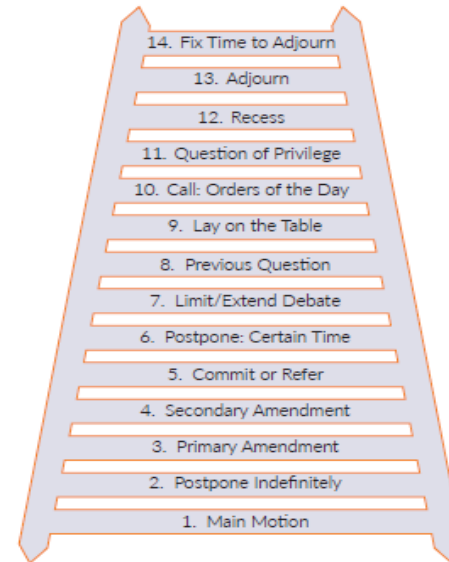 14. Fix Time to Adjourn
13. Adjourn
12. Recess
11. Question of Privilege
10. Call: Orders of the Day
9. Lay on the Table
8. Previous Question
7. Limit/Extend Debate
6. Postpone: Certain Time
5. Commit or Refer
4. Secondary Amendment
3. Primary Amendment
2. Postpone Indefinitely
1. Main Motion